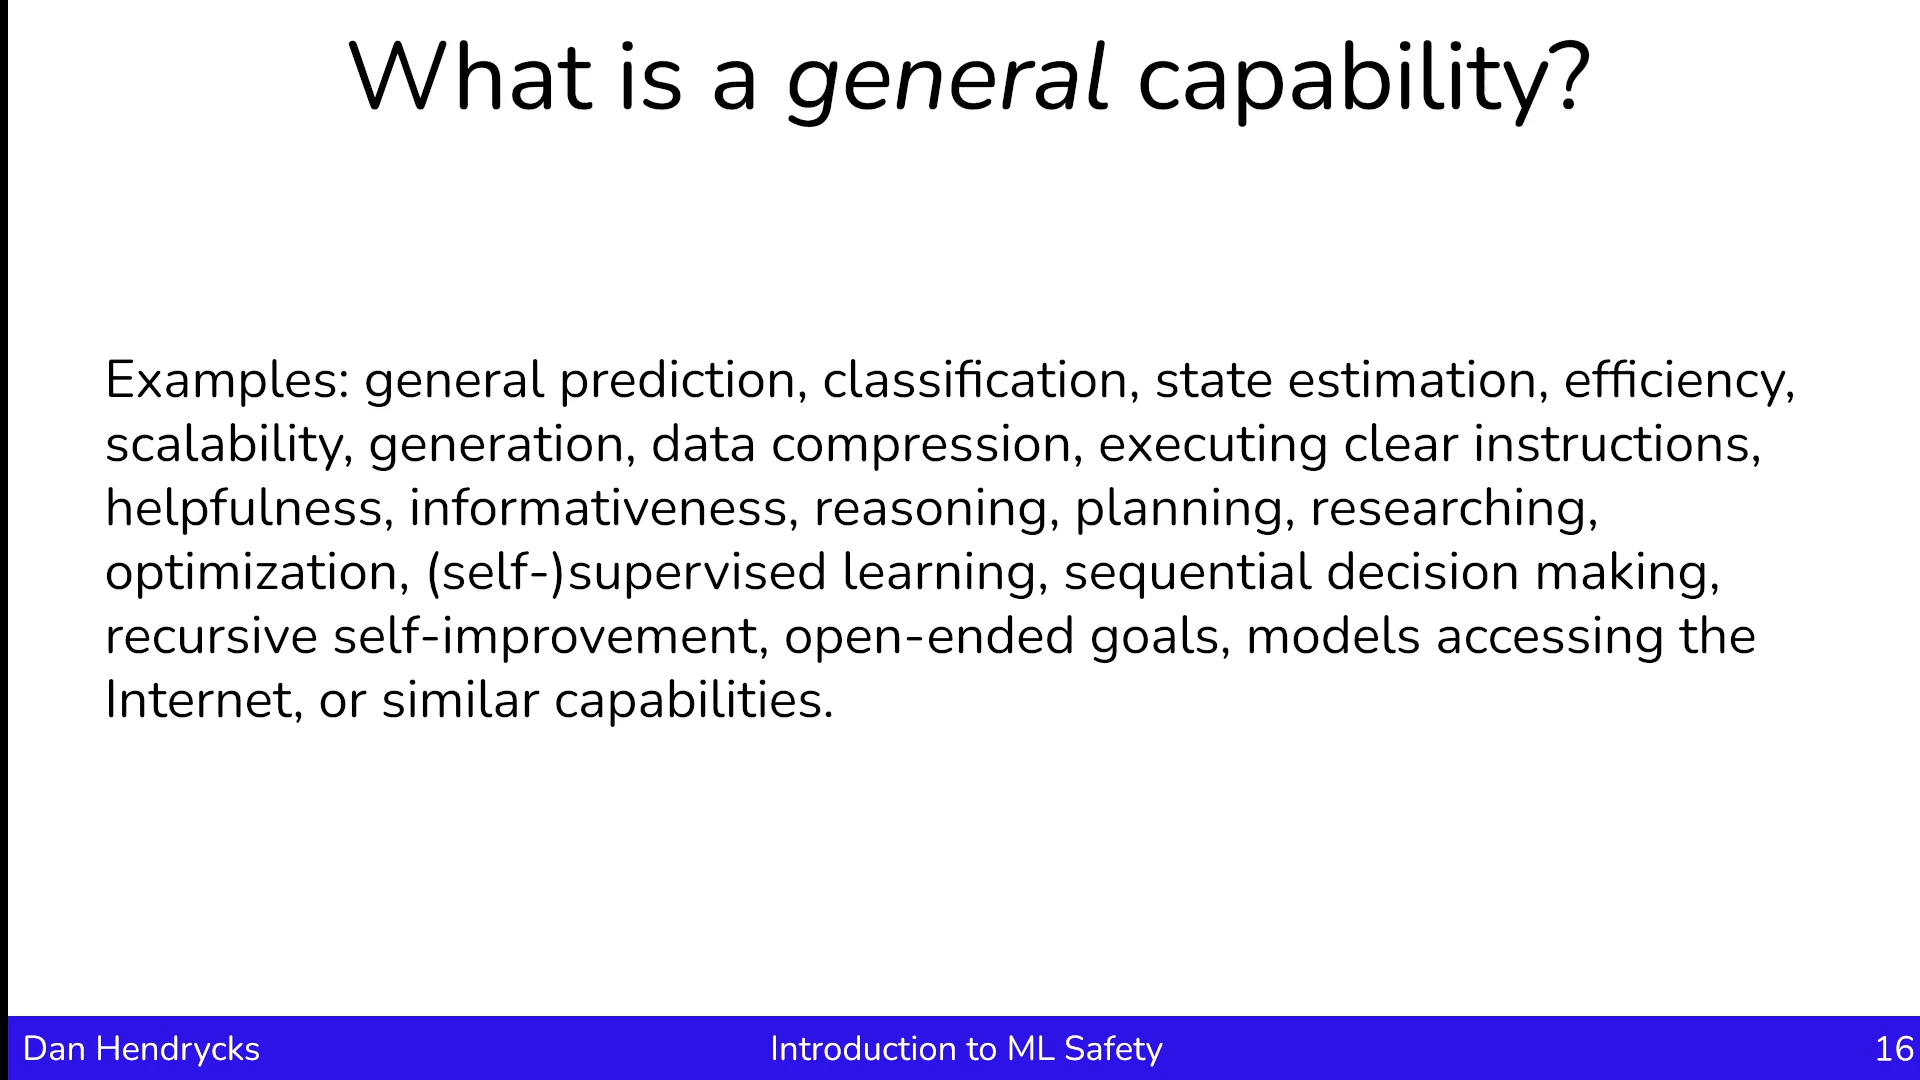 What is a general capability?
Examples: general prediction, classification, state estimation, efficiency,
scalability, generation, data compression, executing clear instructions,
helpfulness, informativeness, reasoning, planning, researching,
optimization, (self-)supervised learning, sequential decision making,
recursive self-improvement, open-ended goals, models accessing the
Internet, or similar capabilities.
Dan Hendrycks
Introduction to ML Safety
16